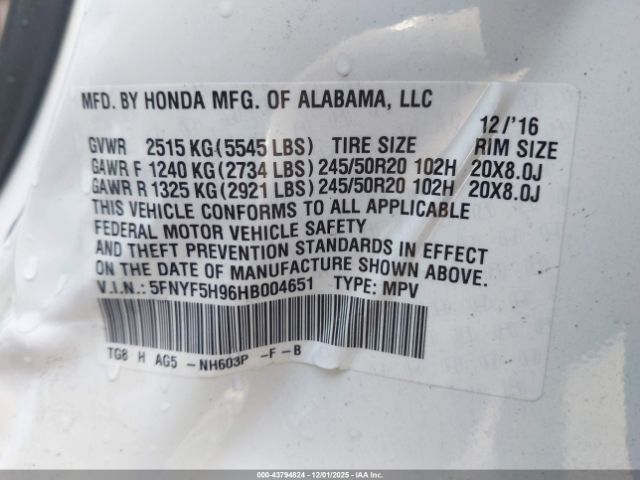 MFD. BY HONDA MFG. OF ALABAMA, LLC
12/'16
GVWR 2515 KG (5545 LBS) TIRE SIZE RIM SIZE
GAWR F 1240 KG (2734 LBS) 245/50R20 102H 20X8.0J
GAWR R 1325 KG (2921 LBS) 245/50R20 102H 20X8.0J
THIS VEHICLE CONFORMS TO ALL APPLICABLE
FEDERAL MOTOR VEHICLE SAFETY
AND THEFT PREVENTION STANDARDS IN EFFECT
ON THE DATE OF MANUFACTURE SHOWN ABOVE.
V.I.N.: 5FNYF5H96HB004651 TYPE: MPV
TG8 H AG5 -NH603P -F-B
000-43794824 - 12/01/2025 - IAAI.COM